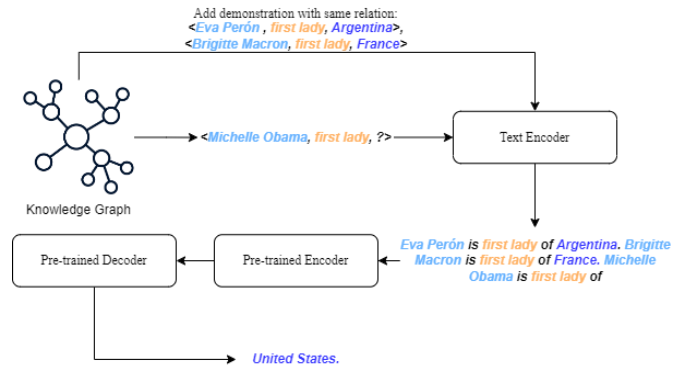 Add demonstration with same relation:
<Eva Perón , first lady, Argentina>,
<Brigitte Macron, first lady, France>
<Michelle Obama, first lady, ?>
Text Encoder
Knowledge Graph
Eva Perón is first lady of Argentina. Brigitte
Macron is first lady of France. Michelle
Obama is first lady of
Pre-trained Encoder
Pre-trained Decoder
United States.